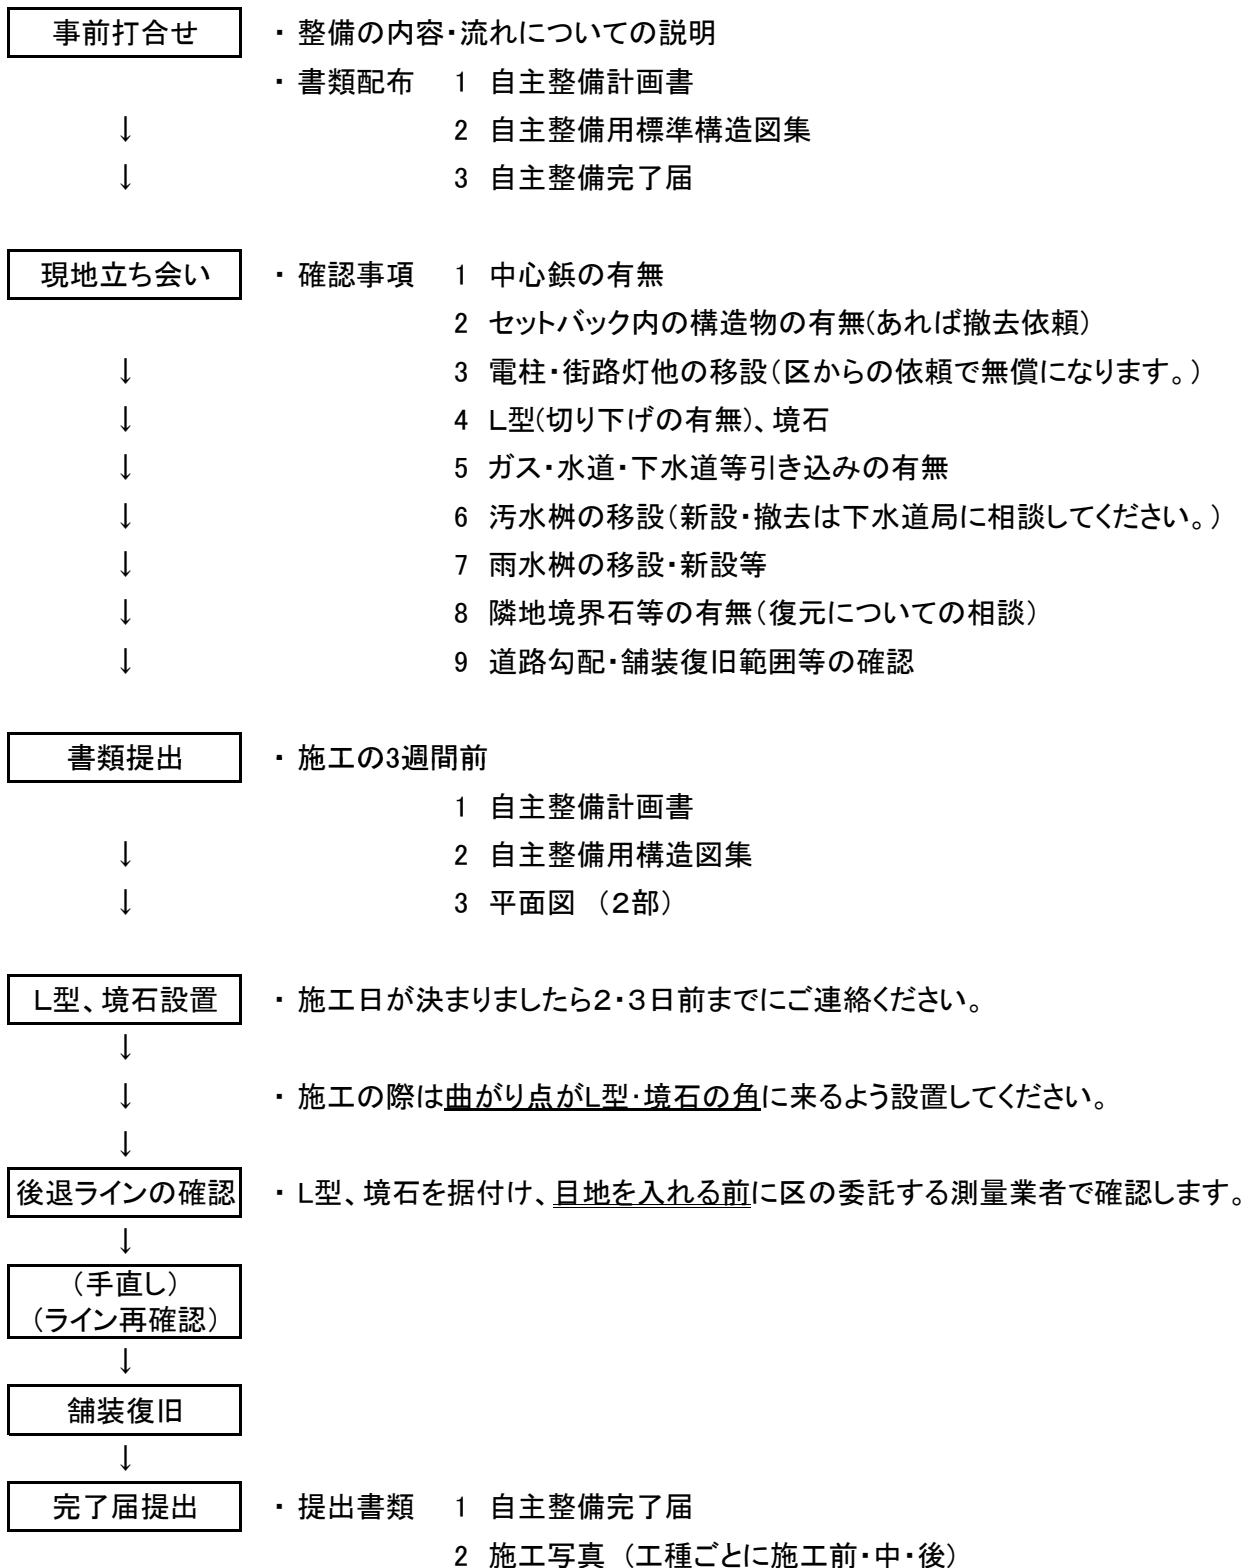 事前打合せ ・ 整備の内容・流れについての説明
・ 書類配布 1 自主整備計画書
↓ 2 自主整備用標準構造図集
↓ 3 自主整備完了届
現地立ち会い ・ 確認事項 1 中心鋲の有無
2 セットバック内の構造物の有無(あれば撤去依頼)
↓ 3 電柱・街路灯他の移設(区からの依頼で無償になります。)
↓ 4 L型(切り下げの有無)、境石
↓ 5 ガス・水道・下水道等引き込みの有無
↓ 6 汚水桝の移設(新設・撤去は下水道局に相談してください。)
↓ 7 雨水桝の移設・新設等
↓ 8 隣地境界石等の有無(復元についての相談)
↓ 9 道路勾配・舗装復旧範囲等の確認
書類提出 ・ 施工の3週間前
1 自主整備計画書
↓ 2 自主整備用構造図集
↓ 3 平面図 (2部)
L型、境石設置 ・ 施工日が決まりましたら2・3日前までにご連絡ください。
↓
↓ ・ 施工の際は曲がり点がL型・境石の角に来るよう設置してください。
↓
後退ラインの確認 ・ L型、境石を据付け、目地を入れる前に区の委託する測量業者で確認します。
↓
(手直し)
(ライン再確認)
↓
舗装復旧
↓
完了届提出 ・ 提出書類 1 自主整備完了届
2 施工写真 (工種ごとに施工前・中・後)